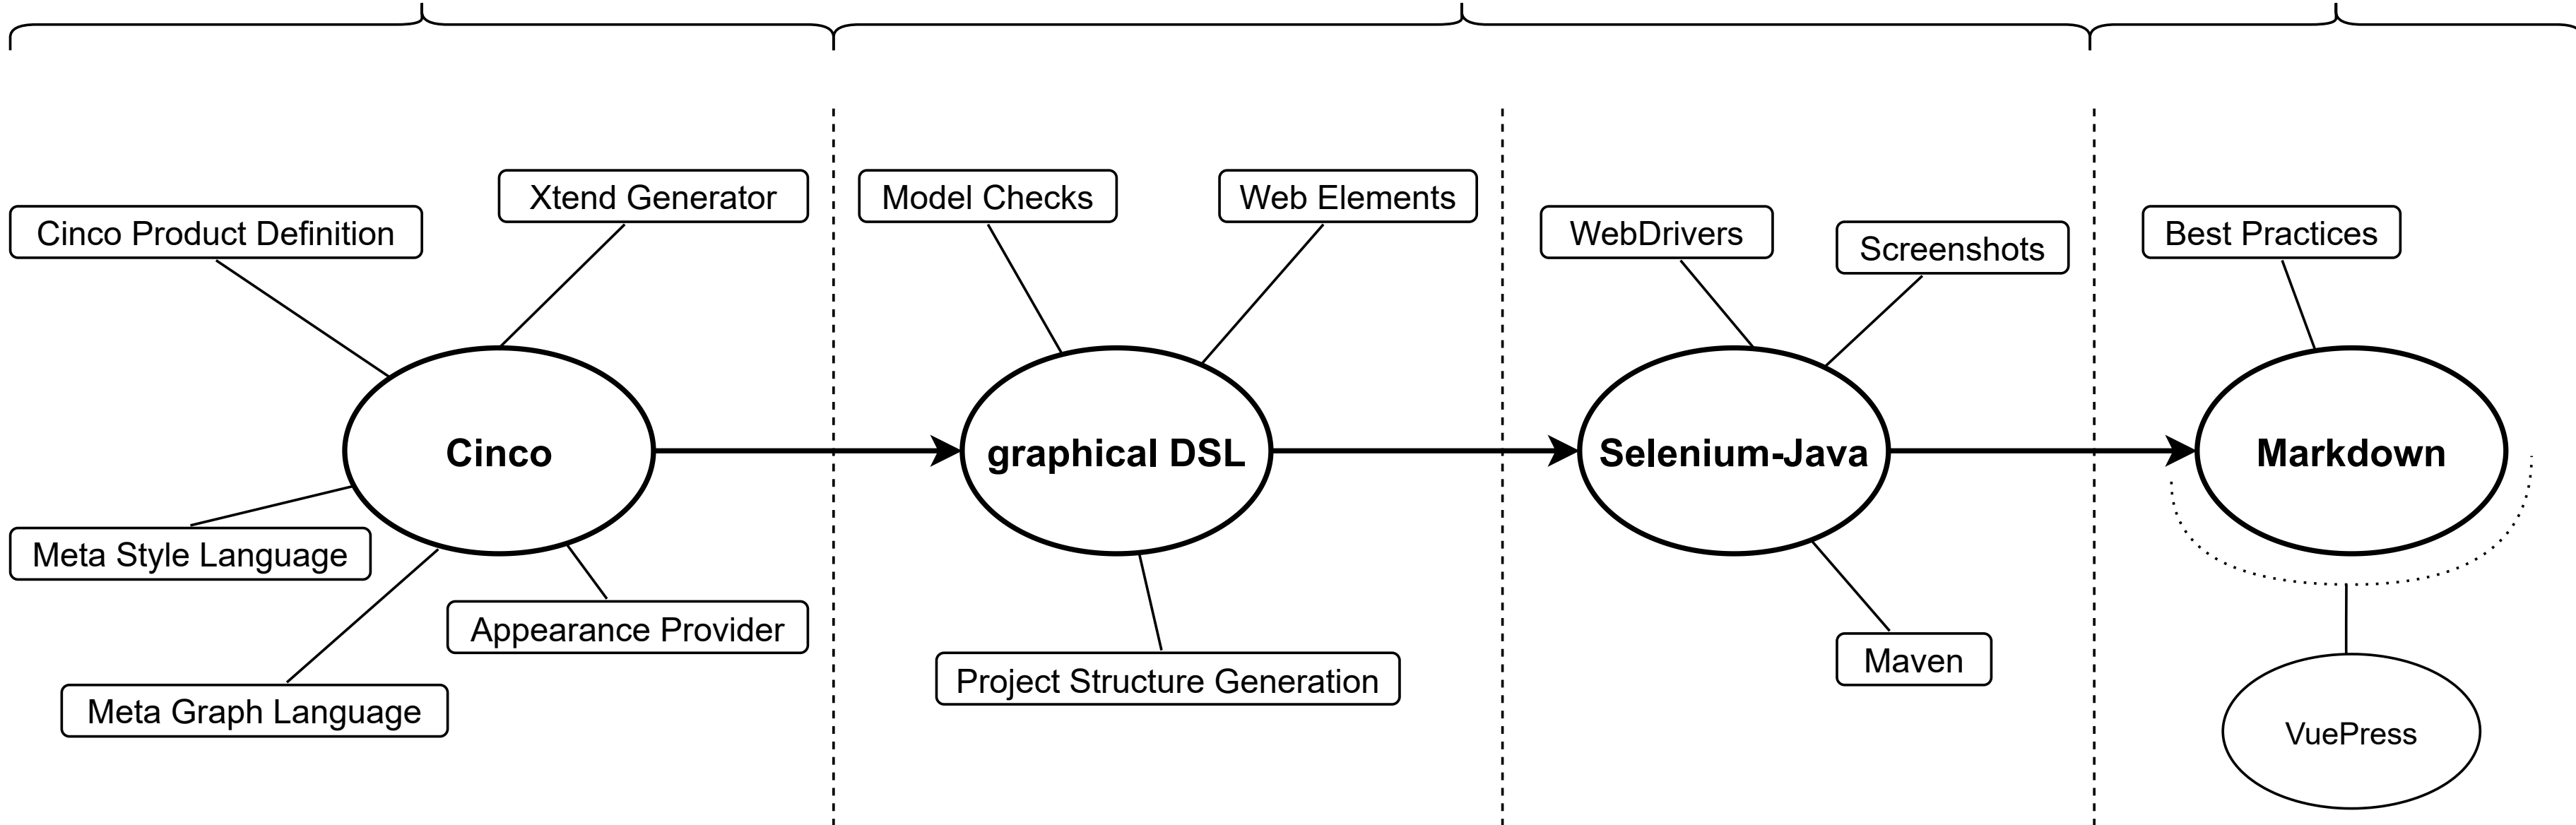 Xtend Generator
Cinco Product Definition
Cinco
Meta Style Language
Appearance Provider
Meta Graph Language
Model Checks
Web Elements
graphical DSL
Project Structure Generation
WebDrivers
Screenshots
Selenium-Java
Maven
Best Practices
Markdown
VuePress